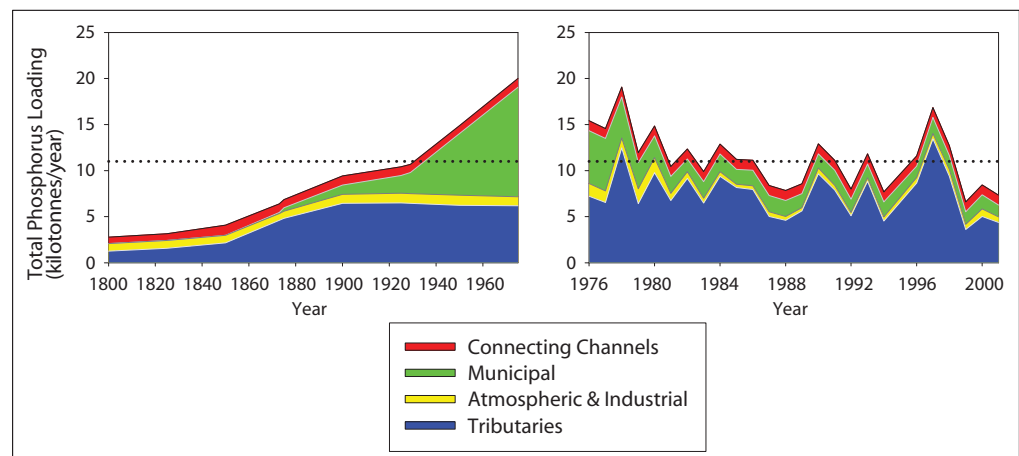 Total Phosphorus Loading
(kilotonnes/year)
25
20
15
10
5
0
1800 1820 1840 1860 1880 1900 1920 1940 1960
Year
25
20
15
10
5
0
1976 1980 1984 1988 1992 1996 2000
Year
Connecting Channels
Municipal
Atmospheric & Industrial
Tributaries